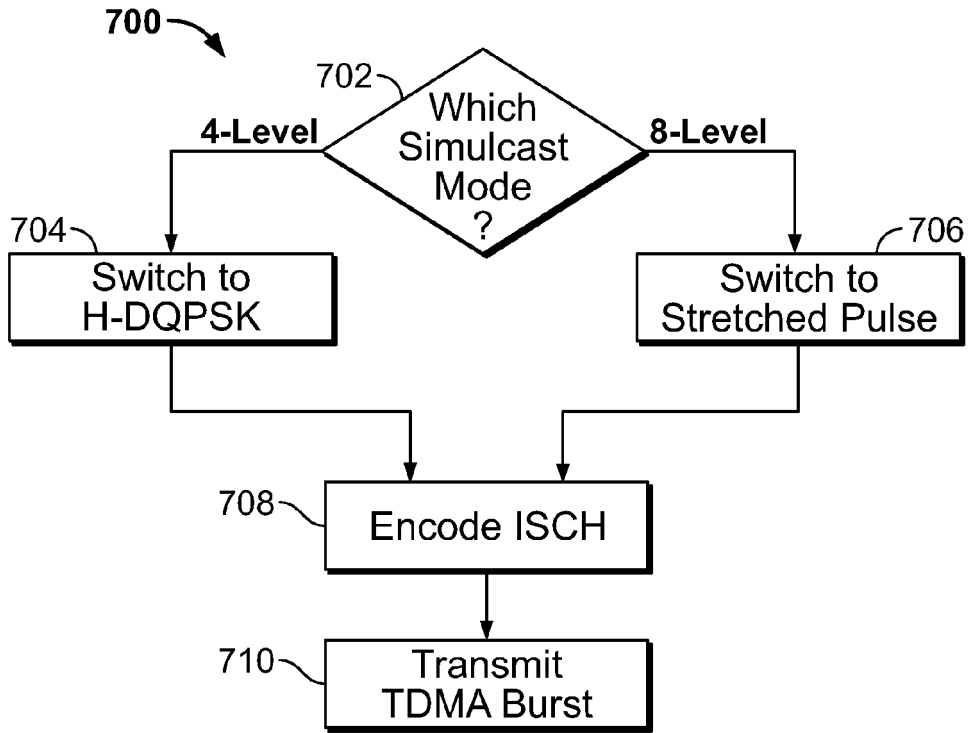 700
702
Which
Simulcast
Mode
?
4-Level
8-Level
704
Switch to
H-DQPSK
706
Switch to
Stretched Pulse
708
Encode ISCH
710
Transmit
TDMA Burst